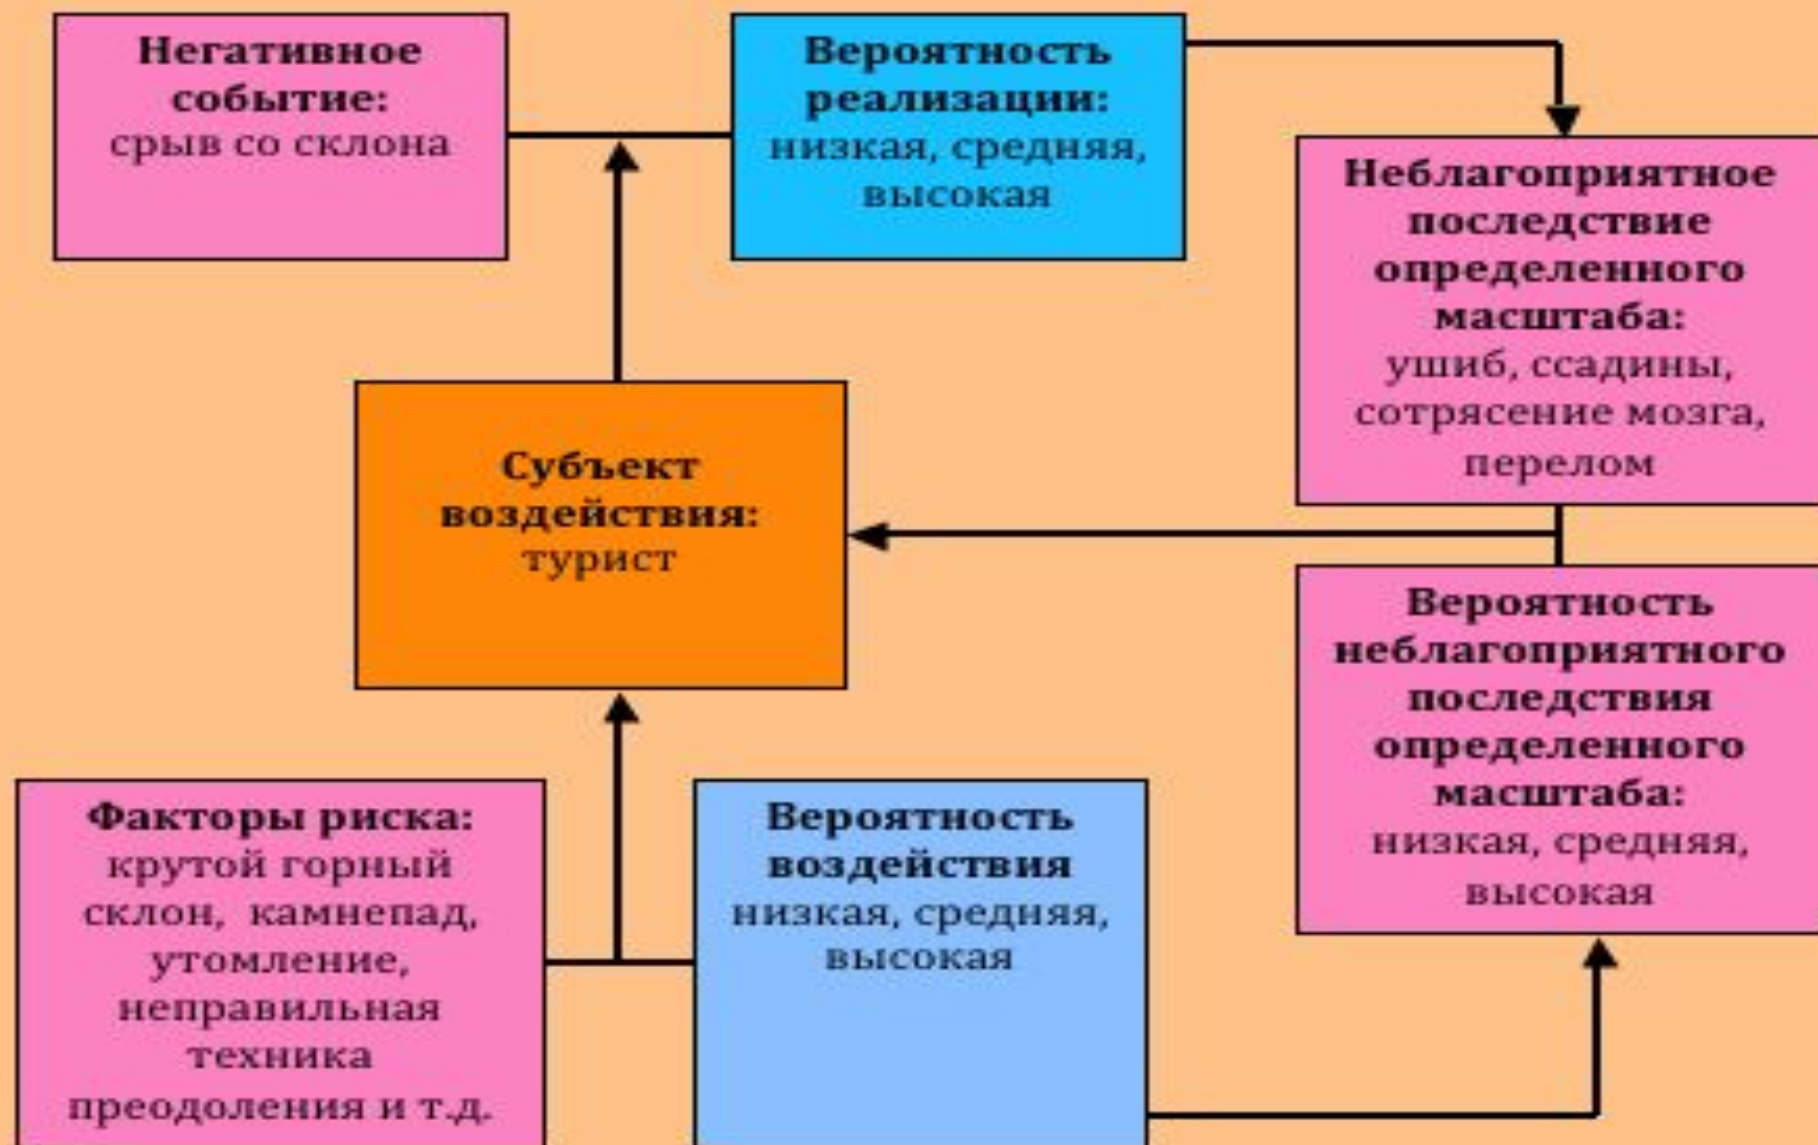 Негативное
событие:
срыв со склона
Вероятность
реализации:
низкая, средняя,
высокая
Неблагоприятное
последствие
определенного
масштаба:
ушиб, ссадины,
сотрясение мозга,
перелом
Субъект
воздействия:
турист
Вероятность
неблагоприятного
последствия
определенного
масштаба:
низкая, средняя,
высокая
Факторы риска:
крутой горный
склон, камнепад,
утомление,
неправильная
техника
преодоления и т.д.
Вероятность
воздействия
низкая, средняя,
высокая